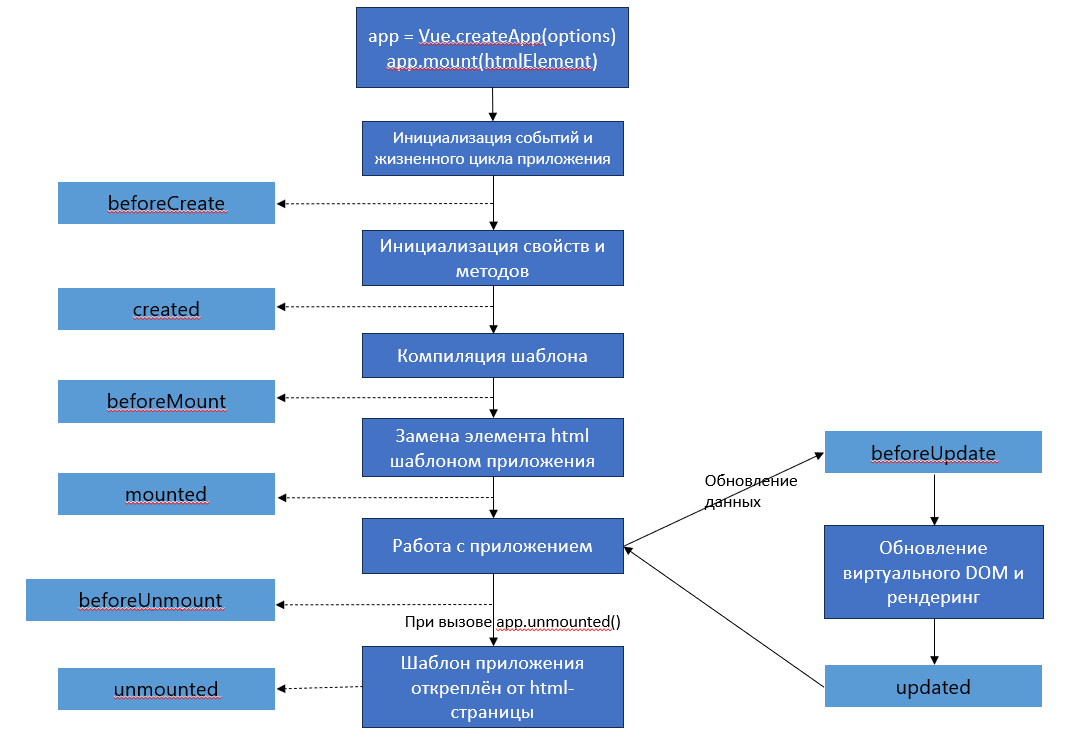 app = Vue.createApp(options)
app.mount(htmlElement)
Инициализация событий и
жизненного цикла приложения
beforeCreate
Инициализация свойств и
методов
created
Компиляция шаблона
beforeMount
Замена элемента html
шаблоном приложения
mounted
Работа с приложением
Обновление
данных
beforeUpdate
Обновление
виртуального DOM и
рендеринг
updated
beforeUnmount
При вызове app.unmounted()
Шаблон приложения
откреплён от html-
страницы
unmounted